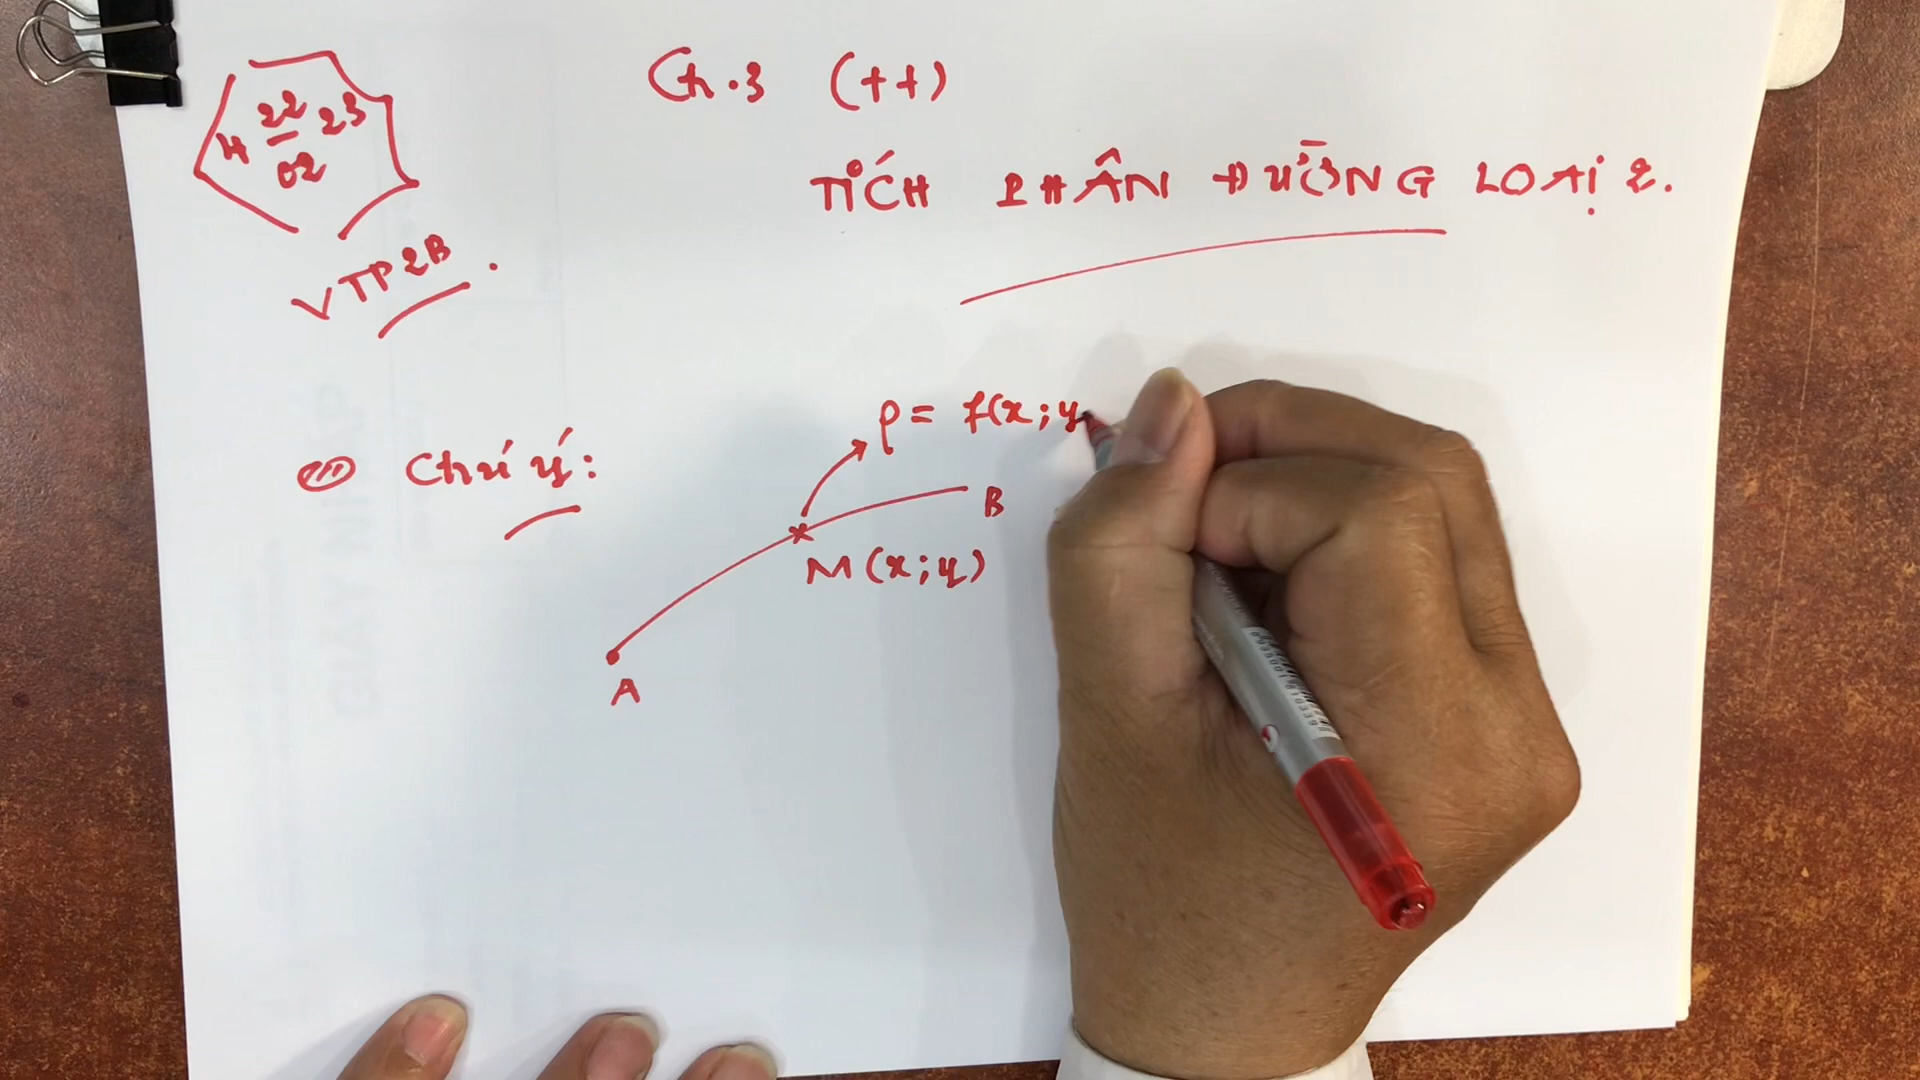 Ch.3 (tt)
TÍCH PHÂN ĐƯỜNG LOẠI 2.
4 22/02 23
VTP2B.
Chú ý:
ρ = f(x;y
B
M(x;y)
A